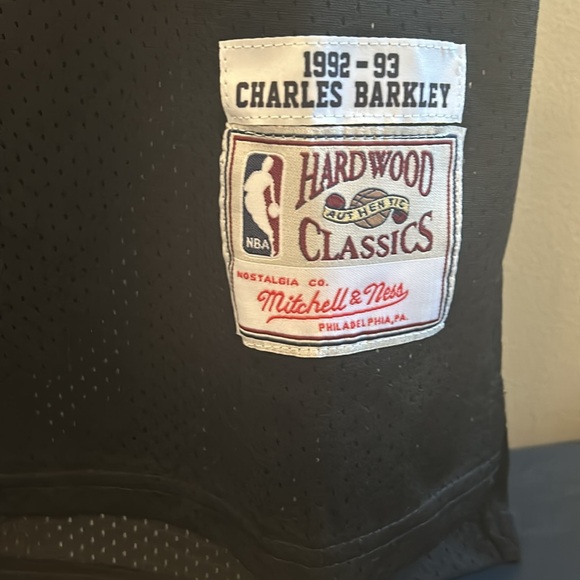 1992-93
CHARLES BARKLEY
HARDWOOD
AUTHENTIC
CLASSICS
NBA
NOSTALGIA CO.
Mitchell & Ness
PHILADELPHIA, PA.